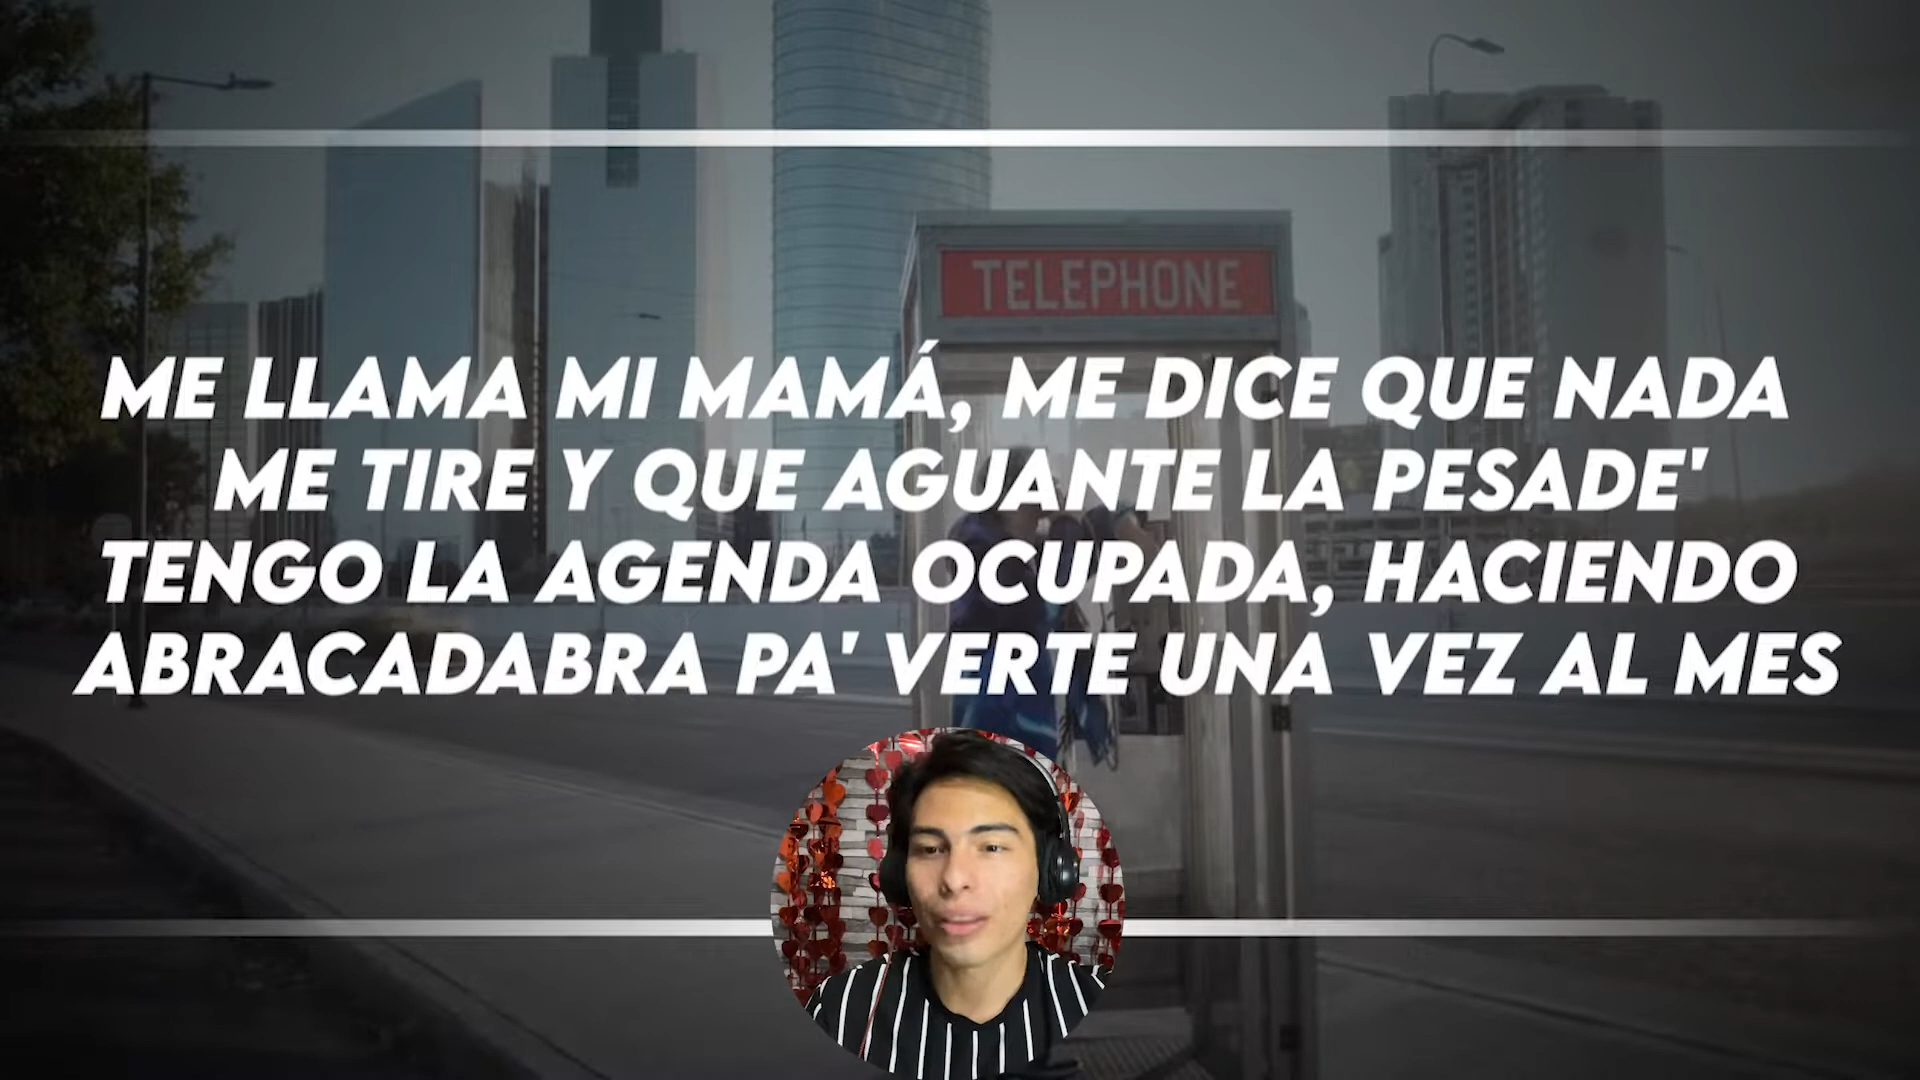 TELEPHONE
ME LLAMA MI MAMÁ, ME DICE QUE NADA
ME TIRE Y QUE AGUANTE LA PESADE'
TENGO LA AGENDA OCUPADA, HACIENDO
ABRACADABRA PA' VERTE UNA VEZ AL MES